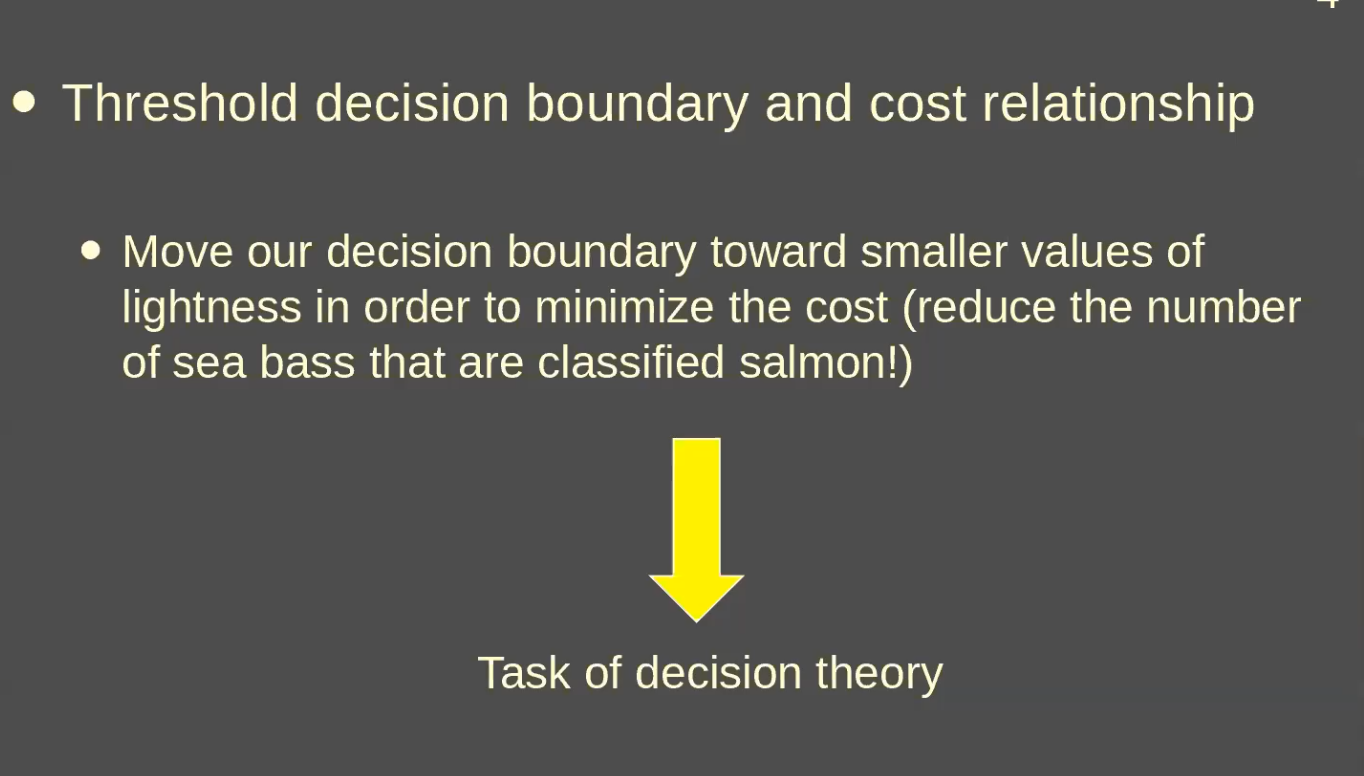 • Threshold decision boundary and cost relationship
• Move our decision boundary toward smaller values of
lightness in order to minimize the cost (reduce the number
of sea bass that are classified salmon!)
Task of decision theory